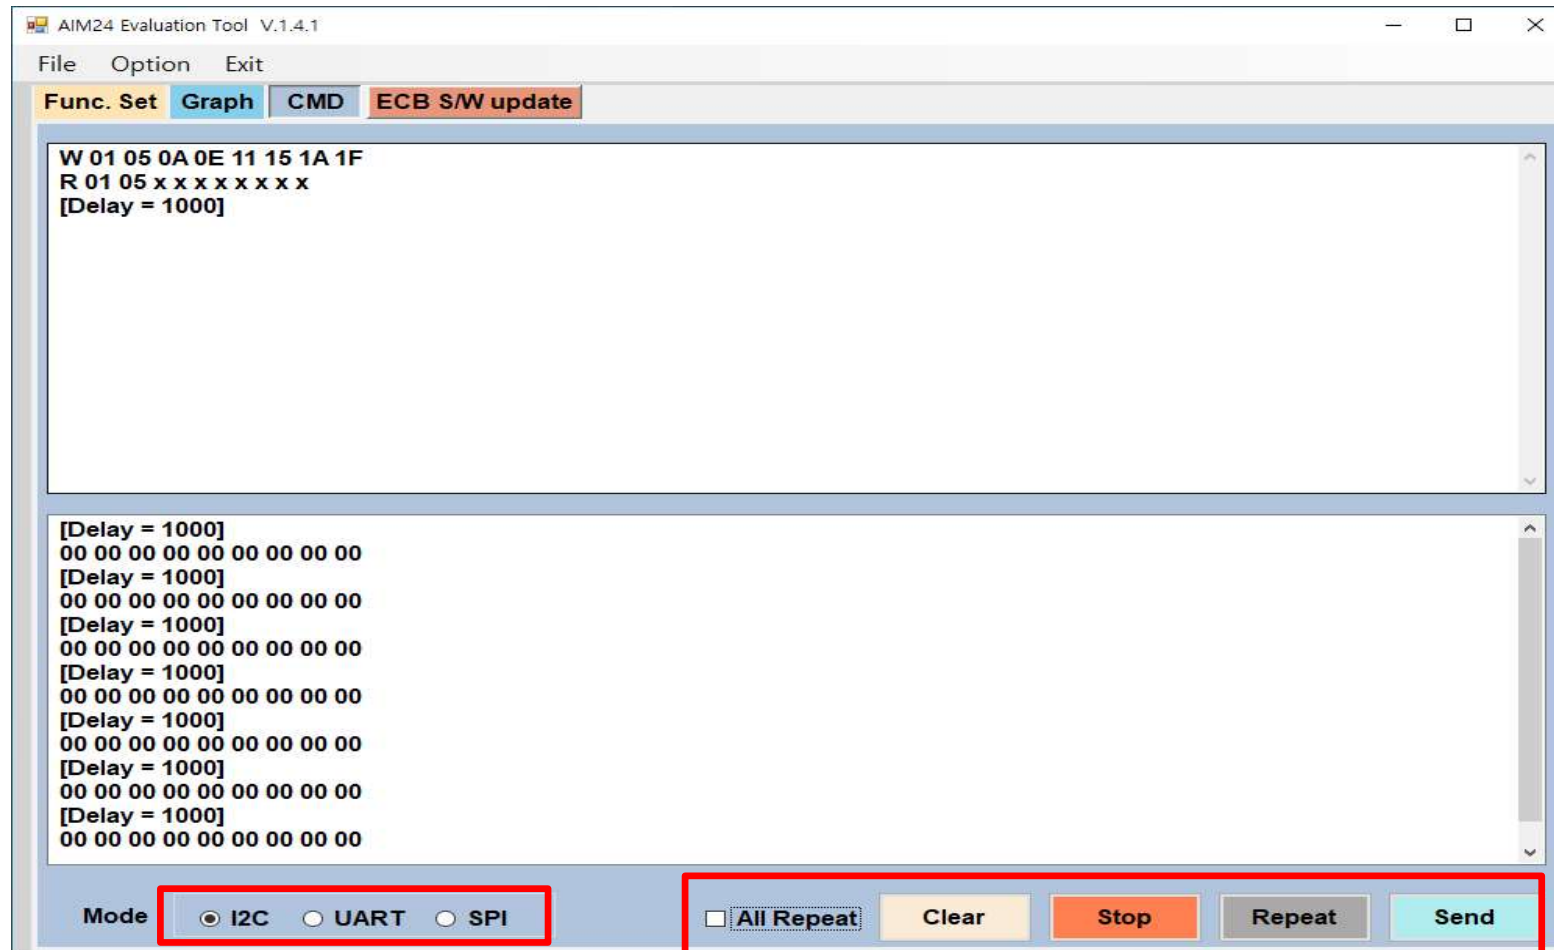 AIM24 Evaluation Tool V.1.4.1
File Option Exit
Func. Set Graph CMD ECB S/W update
W 01 05 0A 0E 11 15 1A 1F
R 01 05 x x x x x x x x
[Delay = 1000]
[Delay = 1000]
00 00 00 00 00 00 00 00 00
[Delay = 1000]
00 00 00 00 00 00 00 00 00
[Delay = 1000]
00 00 00 00 00 00 00 00 00
[Delay = 1000]
00 00 00 00 00 00 00 00 00
[Delay = 1000]
00 00 00 00 00 00 00 00 00
[Delay = 1000]
00 00 00 00 00 00 00 00 00
[Delay = 1000]
00 00 00 00 00 00 00 00 00
Mode I2C UART SPI All Repeat Clear Stop Repeat Send